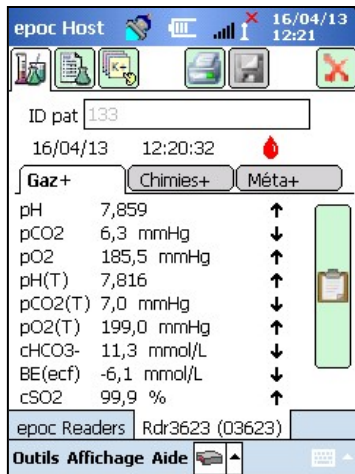 epoc Host 16/04/13
12:21
K+
ID pat 133
16/04/13 12:20:32
Gaz+ Chimies+ Méta+
pH 7,859 ↑
pCO2 6,3 mmHg ↓
pO2 185,5 mmHg ↑
pH(T) 7,816 ↑
pCO2(T) 7,0 mmHg ↓
pO2(T) 199,0 mmHg ↑
cHCO3- 11,3 mmol/L ↓
BE(ecf) -6,1 mmol/L ↓
cSO2 99,9 % ↑
epoc Readers Rdr3623 (03623)
Outils Affichage Aide